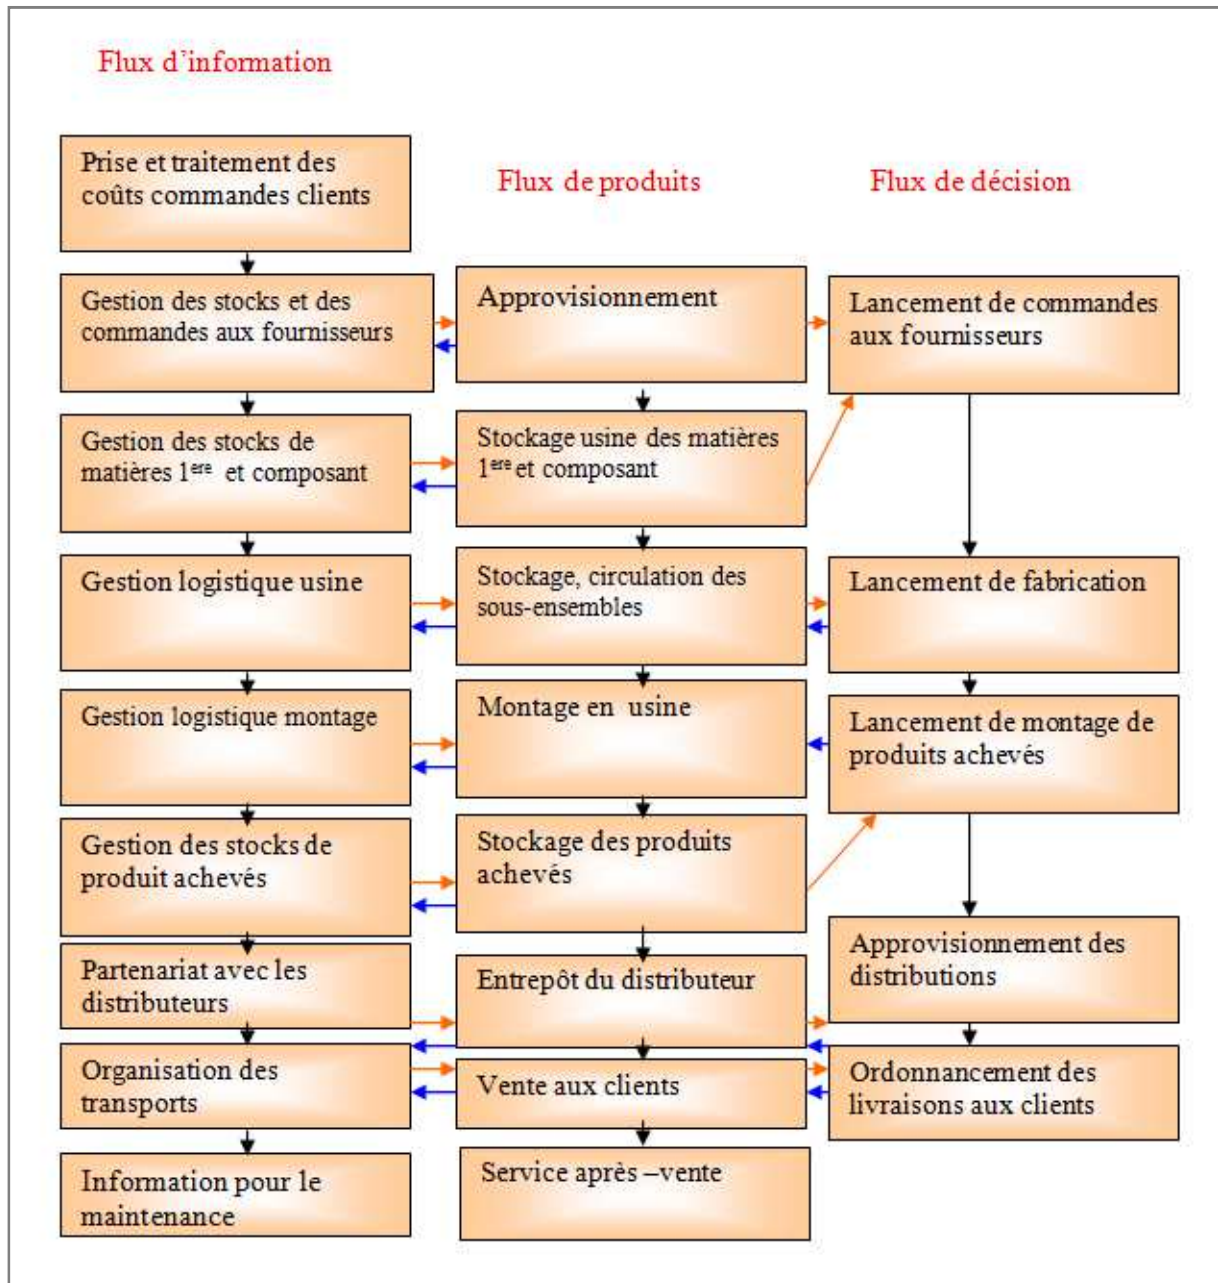 Flux d’information
Prise et traitement des
coûts commandes clients
Gestion des stocks et des
commandes aux fournisseurs
Gestion des stocks de
matières 1ere et composant
Gestion logistique usine
Gestion logistique montage
Gestion des stocks de
produit achevés
Partenariat avec les
distributeurs
Organisation des
transports
Information pour le
maintenance
Flux de produits
Approvisionnement
Stockage usine des matières
1ere et composant
Stockage, circulation des
sous-ensembles
Montage en usine
Stockage des produits
achevés
Entrepôt du distributeur
Vente aux clients
Service après –vente
Flux de décision
Lancement de commandes
aux fournisseurs
Lancement de fabrication
Lancement de montage de
produits achevés
Approvisionnement des
distributions
Ordonnancement des
livraisons aux clients